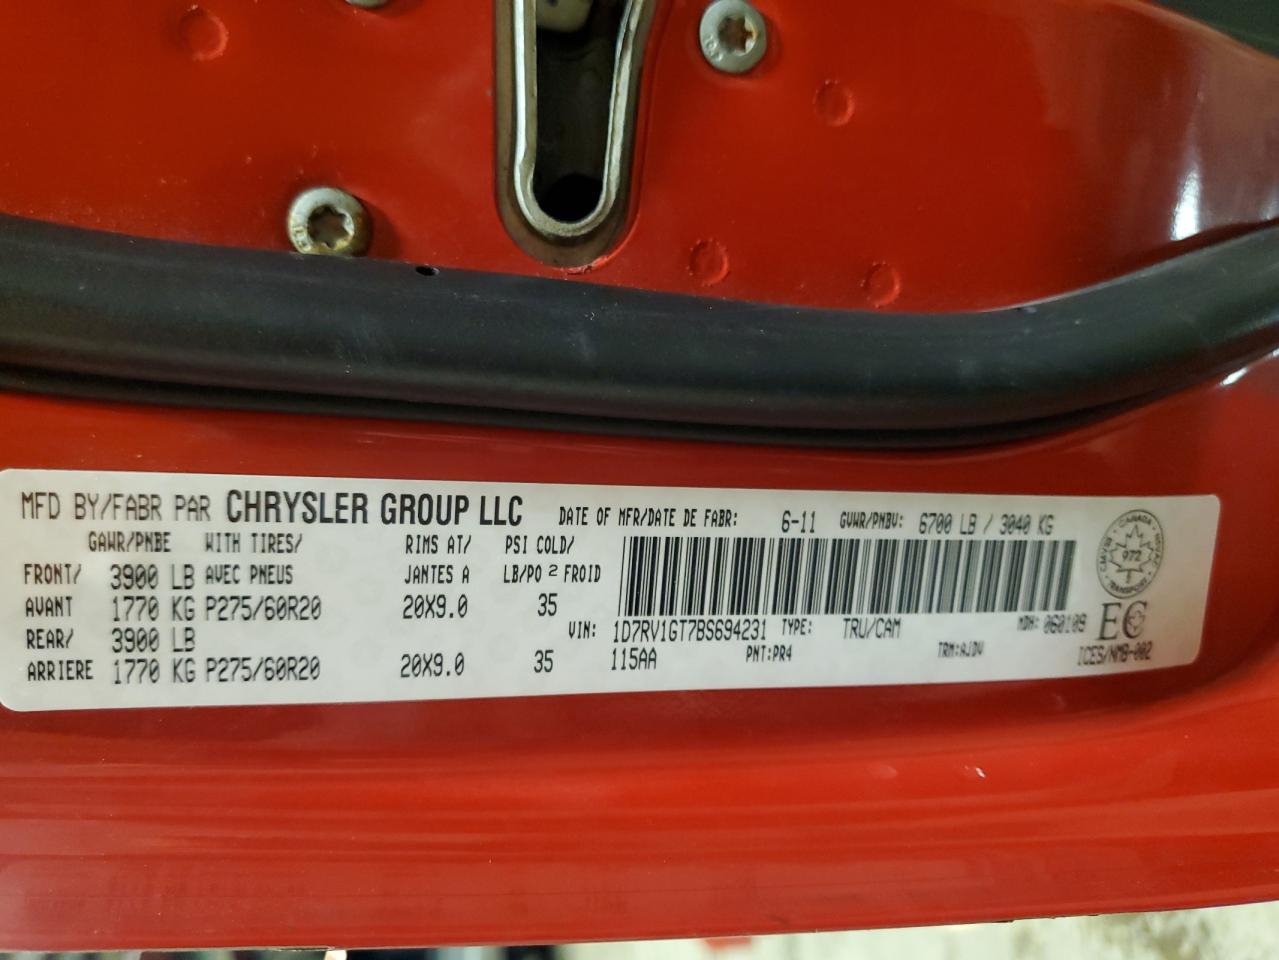 MFD BY/FABR PAR CHRYSLER GROUP LLC DATE OF MFR/DATE DE FABR: 6-11 GVWR/PNBV: 6700 LB / 3040 KG
GAWR/PNBE WITH TIRES/ RIMS AT/ PSI COLD/
FRONT/ 3900 LB AVEC PNEUS JANTES A LB/PO 2 FROID
AVANT 1770 KG P275/60R20 20X9.0 35
REAR/ 3900 LB VIN: 1D7RV1GT7BS694231 TYPE: TRU/CAM MDH: 060109 EC
ARRIERE 1770 KG P275/60R20 20X9.0 35 115AA PNT:PR4 TRM:AJDV ICES/NMB-002
CANADA
972
TRANSPORT